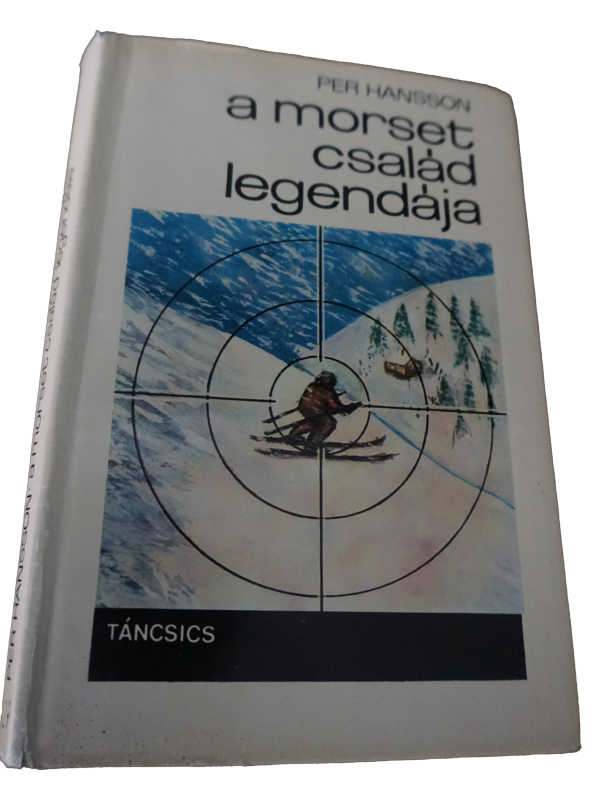 PER HANSSON
a morset
család
legendája
TÁNCSICS
PER HANSSON: a morset család legendája